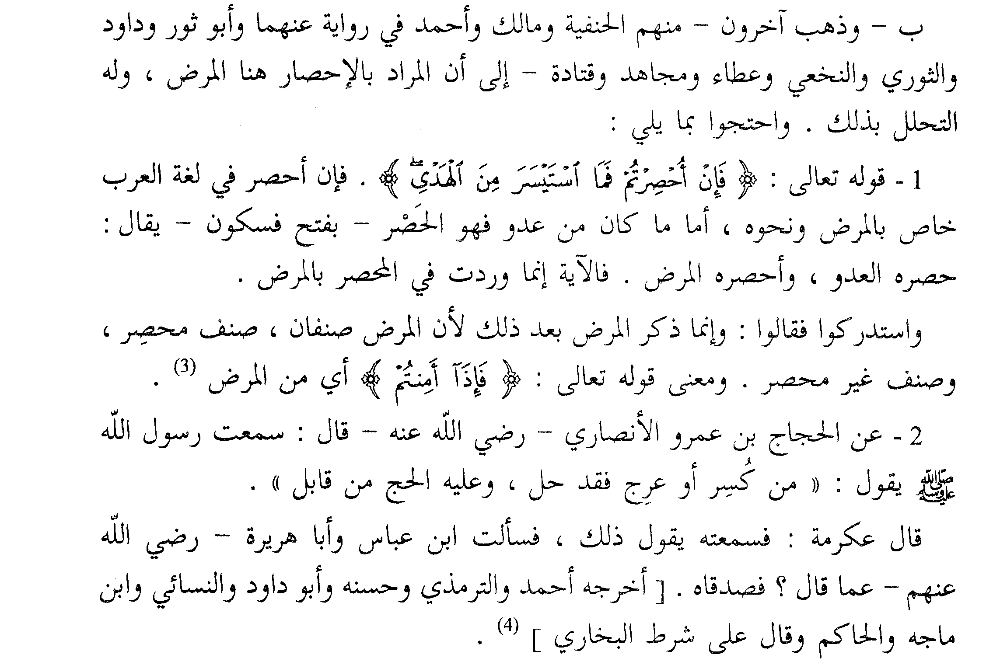 ب – وذهب آخرون – منهم الحنفية ومالك وأحمد في رواية عنهما وأبو ثور وداود
والثوري والنخعي وعطاء ومجاهد وقتادة – إلى أن المراد بالإحصار هنا المرض ، وله
التحلل بذلك . واحتجوا بما يلي :
1 - قوله تعالى : ﴿ فَإِنْ أُحْصِرْتُمْ فَمَا ٱسْتَيْسَرَ مِنَ ٱلْهَدْيِۖ ﴾ . فإن أحصر في لغة العرب
خاص بالمرض ونحوه ، أما ما كان من عدو فهو الحَصْر – بفتح فسكون – يقال :
حصره العدو ، وأحصره المرض . فالآية إنما وردت في المحصر بالمرض .
واستدركوا فقالوا : وإنما ذكر المرض بعد ذلك لأن المرض صنفان ، صنف محصِر ،
وصنف غير محصر . ومعنى قوله تعالى : ﴿ فَإِذَآ أَمِنتُمْ ﴾ أي من المرض (3) .
2 - عن الحجاج بن عمرو الأنصاري – رضي اللّه عنه – قال : سمعت رسول اللّه
ﷺ يقول : « من كُسِر أو عرِج فقد حل ، وعليه الحج من قابل » .
قال عكرمة : فسمعته يقول ذلك ، فسألت ابن عباس وأبا هريرة – رضي اللّه
عنهم – عما قال ؟ فصدقاه . [ أخرجه أحمد والترمذي وحسنه وأبو داود والنسائي وابن
ماجه والحاكم وقال على شرط البخاري ] (4) .